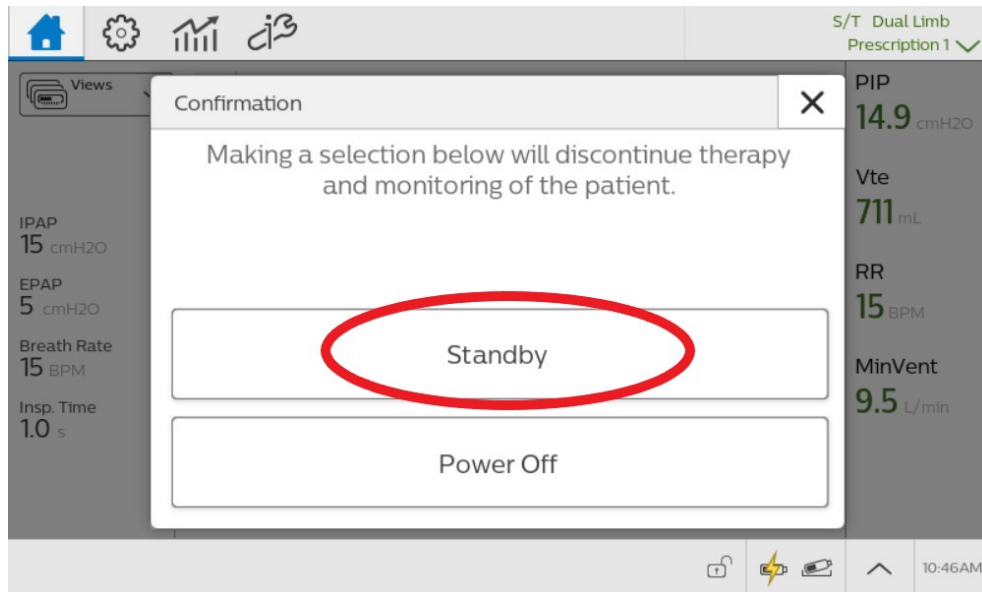 S/T Dual Limb
Prescription 1
Views
Confirmation
Making a selection below will discontinue therapy
and monitoring of the patient.
Standby
Power Off
IPAP
15 cmH2O
EPAP
5 cmH2O
Breath Rate
15 BPM
Insp. Time
1.0 s
PIP
14.9 cmH2O
Vte
711 mL
RR
15 BPM
MinVent
9.5 L/min
10:46AM